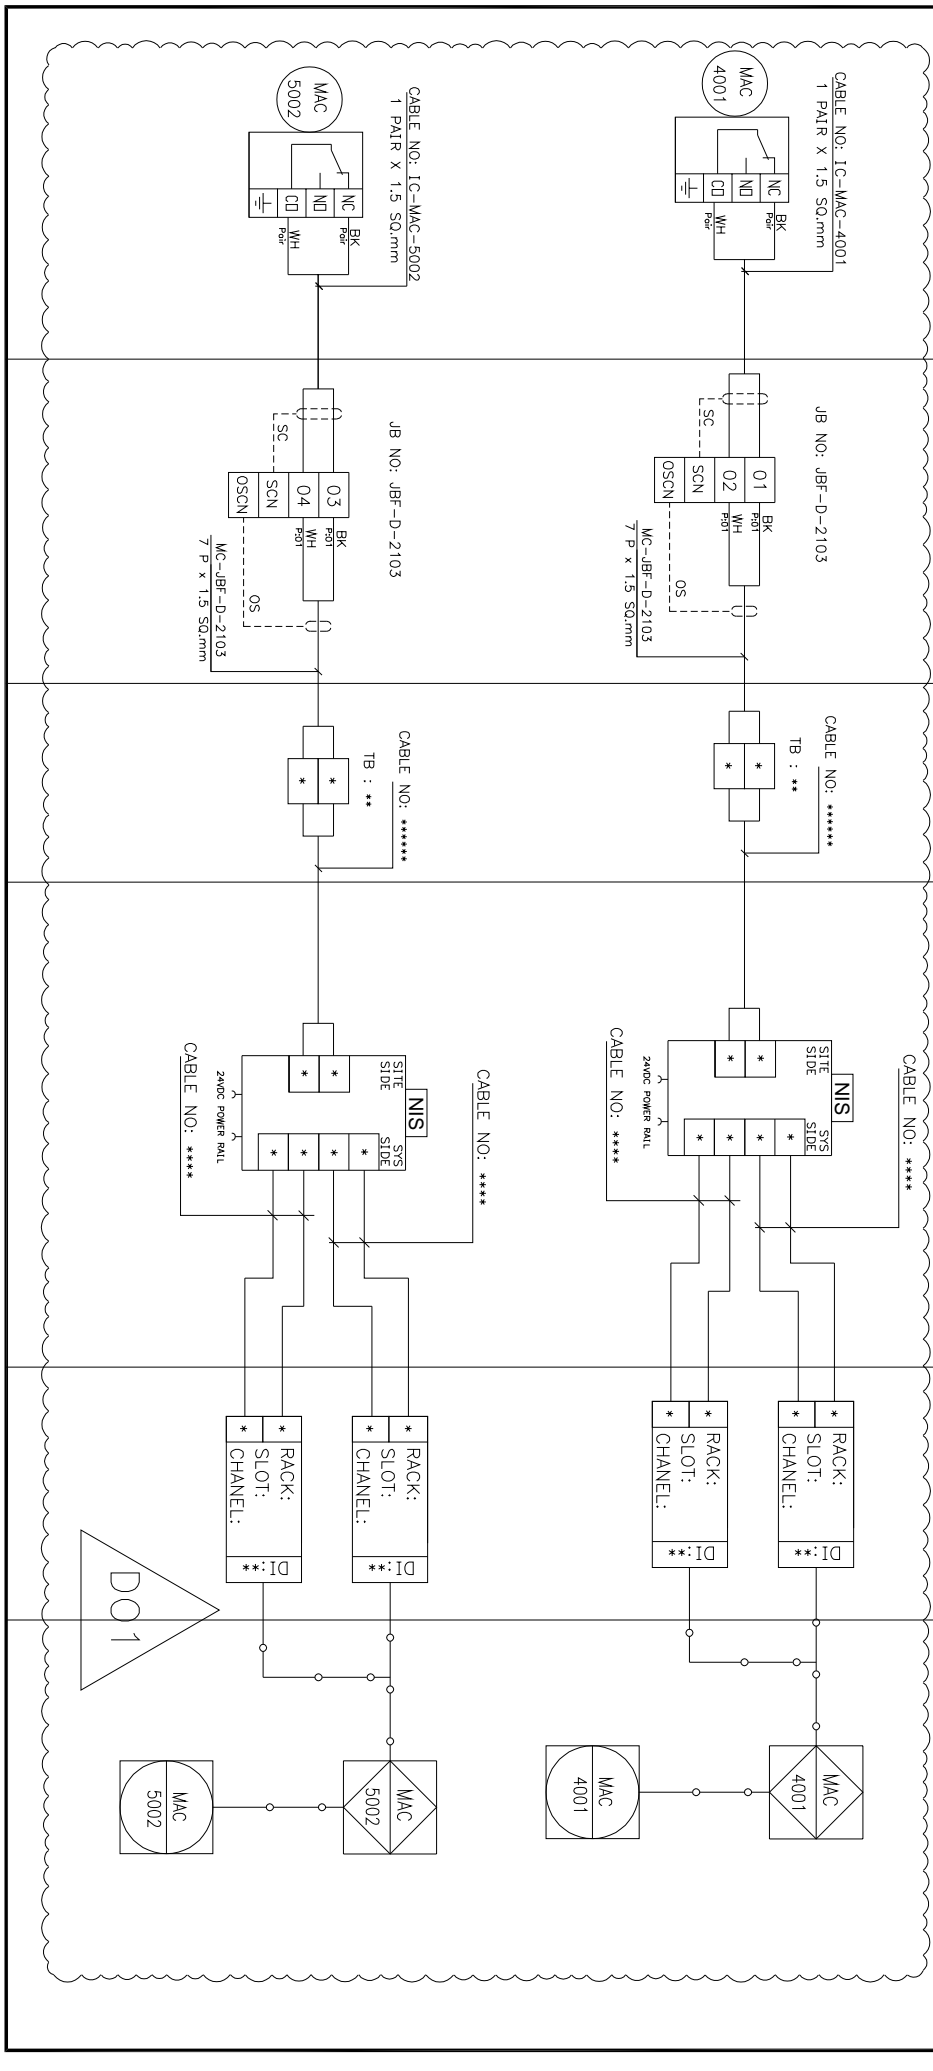 CABLE NO: IC-MAC-4001
1 PAIR X 1.5 SQ.mm
MAC
4001
NC
NO
CO
BK
Pair
WH
Pair
JB NO: JBF-D-2103
SC
01
02
SCN
OSCN
BK
P:01
WH
P:01
OS
MC-JBF-D-2103
7 P x 1.5 SQ.mm
CABLE NO: ******
TB : **
*
*
CABLE NO: ****
NIS
SITE
SIDE
SYS
SIDE
*
*
*
*
*
*
24VDC POWER RAIL
CABLE NO: ****
*
*
RACK:
SLOT:
CHANEL:
DI:**
*
*
RACK:
SLOT:
CHANEL:
DI:**
MAC
4001
MAC
4001
CABLE NO: IC-MAC-5002
1 PAIR X 1.5 SQ.mm
MAC
5002
NC
NO
CO
BK
Pair
WH
Pair
JB NO: JBF-D-2103
SC
03
04
SCN
OSCN
BK
P:01
WH
P:01
OS
MC-JBF-D-2103
7 P x 1.5 SQ.mm
CABLE NO: ******
TB : **
*
*
CABLE NO: ****
NIS
SITE
SIDE
SYS
SIDE
*
*
*
*
*
*
24VDC POWER RAIL
CABLE NO: ****
*
*
RACK:
SLOT:
CHANEL:
DI:**
*
*
RACK:
SLOT:
CHANEL:
DI:**
MAC
5002
MAC
5002
D01